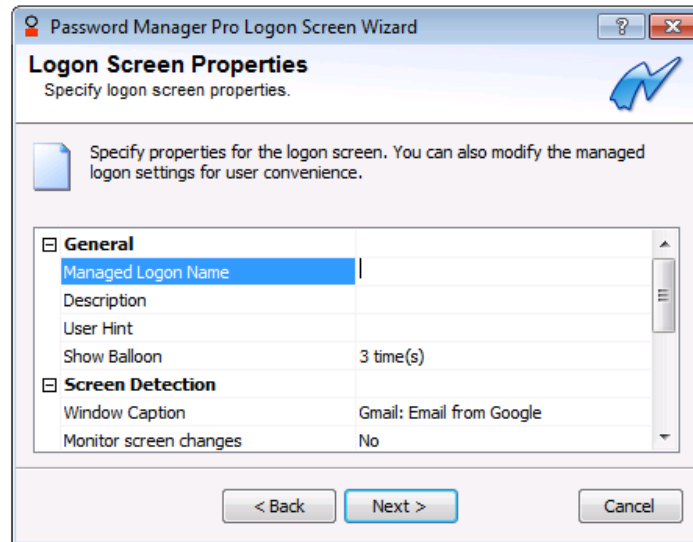 Password Manager Pro Logon Screen Wizard
Logon Screen Properties
Specify logon screen properties.
Specify properties for the logon screen. You can also modify the managed
logon settings for user convenience.
General
Managed Logon Name
Description
User Hint
Show Balloon 3 time(s)
Screen Detection
Window Caption Gmail: Email from Google
Monitor screen changes No
< Back Next > Cancel